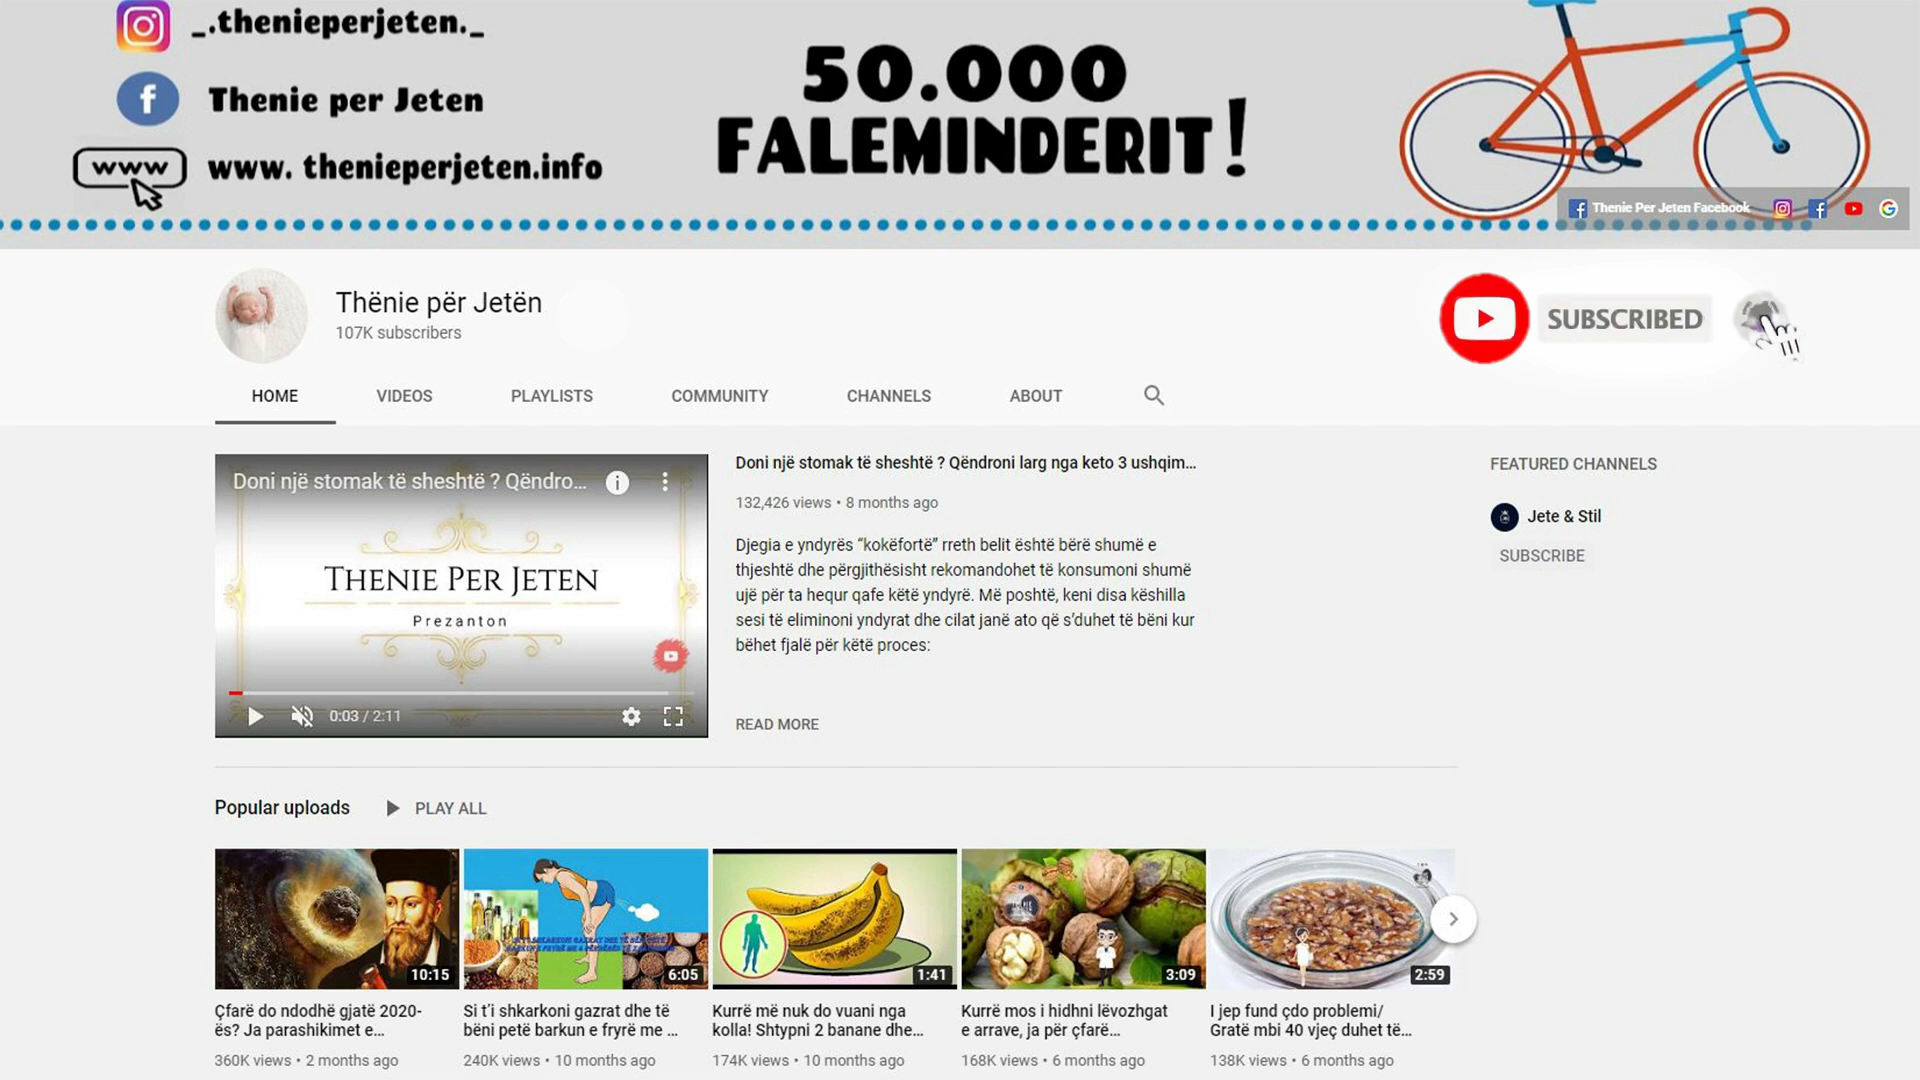 _.thenieperjeten._
Thenie per Jeten
www
www. thenieperjeten.info
50.000
FALEMINDERIT!
Thenie Per Jeten Facebook
Thënie për Jetën
107K subscribers
SUBSCRIBED
HOME
VIDEOS
PLAYLISTS
COMMUNITY
CHANNELS
ABOUT
Doni një stomak të sheshtë ? Qëndro...
THENIE PER JETEN
Prezanton
0:03 / 2:11
Doni një stomak të sheshtë ? Qëndroni larg nga keto 3 ushqim...
132,426 views • 8 months ago
Djegia e yndyrës “kokëfortë” rreth belit është bërë shumë e
thjeshtë dhe përgjithësisht rekomandohet të konsumoni shumë
ujë për ta hequr qafe këtë yndyrë. Më poshtë, keni disa këshilla
sesi të eliminoni yndyrat dhe cilat janë ato që s’duhet të bëni kur
bëhet fjalë për këtë proces:
READ MORE
FEATURED CHANNELS
Jete & Stil
SUBSCRIBE
Popular uploads
PLAY ALL
10:15
6:05
1:41
3:09
2:59
Çfarë do ndodhë gjatë 2020-
ës? Ja parashikimet e...
360K views • 2 months ago
Si t’i shkarkoni gazrat dhe të
bëni petë barkun e fryrë me ...
240K views • 10 months ago
Kurrë më nuk do vuani nga
kolla! Shtypni 2 banane dhe...
174K views • 10 months ago
Kurrë mos i hidhni lëvozhgat
e arrave, ja për çfarë...
168K views • 6 months ago
I jep fund çdo problemi/
Gratë mbi 40 vjeç duhet të...
138K views • 6 months ago